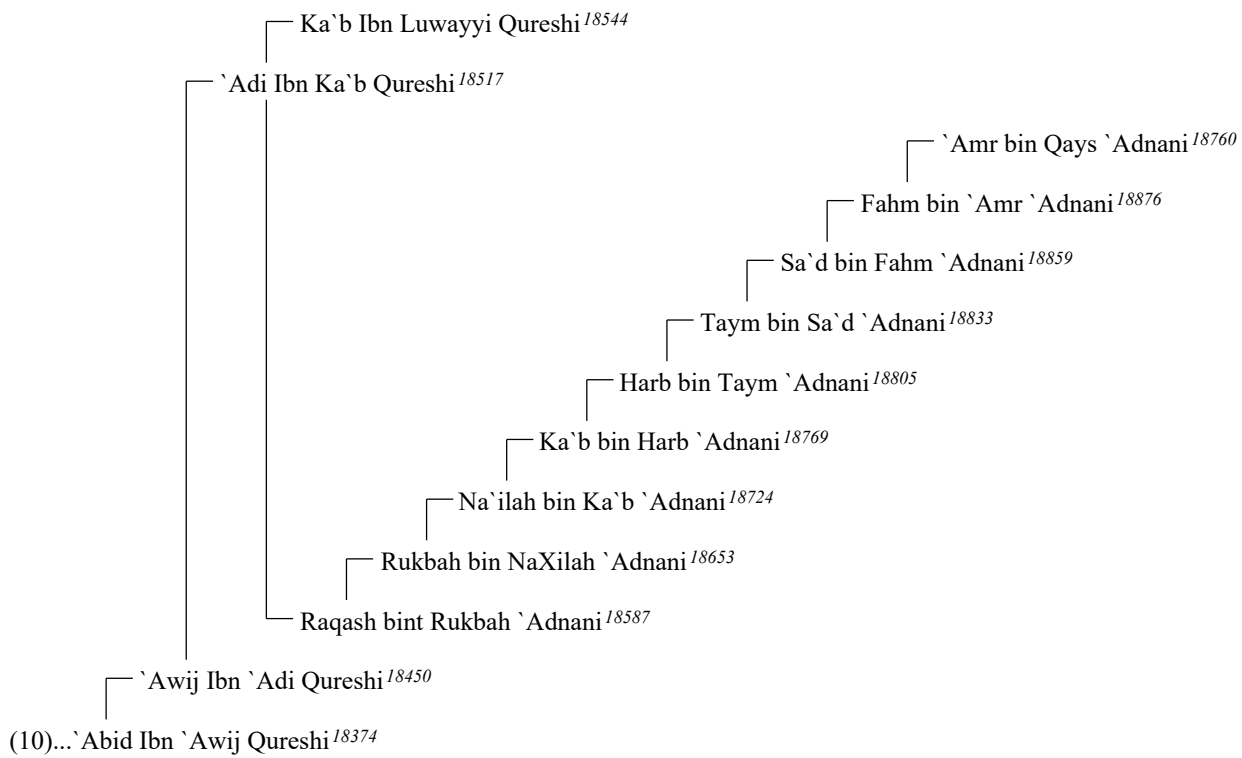 Ka`b Ibn Luwayyi Qureshi 18544
`Adi Ibn Ka`b Qureshi 18517
`Amr bin Qays `Adnani 18760
Fahm bin `Amr `Adnani 18876
Sa`d bin Fahm `Adnani 18859
Taym bin Sa`d `Adnani 18833
Harb bin Taym `Adnani 18805
Ka`b bin Harb `Adnani 18769
Na`ilah bin Ka`b `Adnani 18724
Rukbah bin NaXilah `Adnani 18653
Raqash bint Rukbah `Adnani 18587
`Awij Ibn `Adi Qureshi 18450
(10)...`Abid Ibn `Awij Qureshi 18374